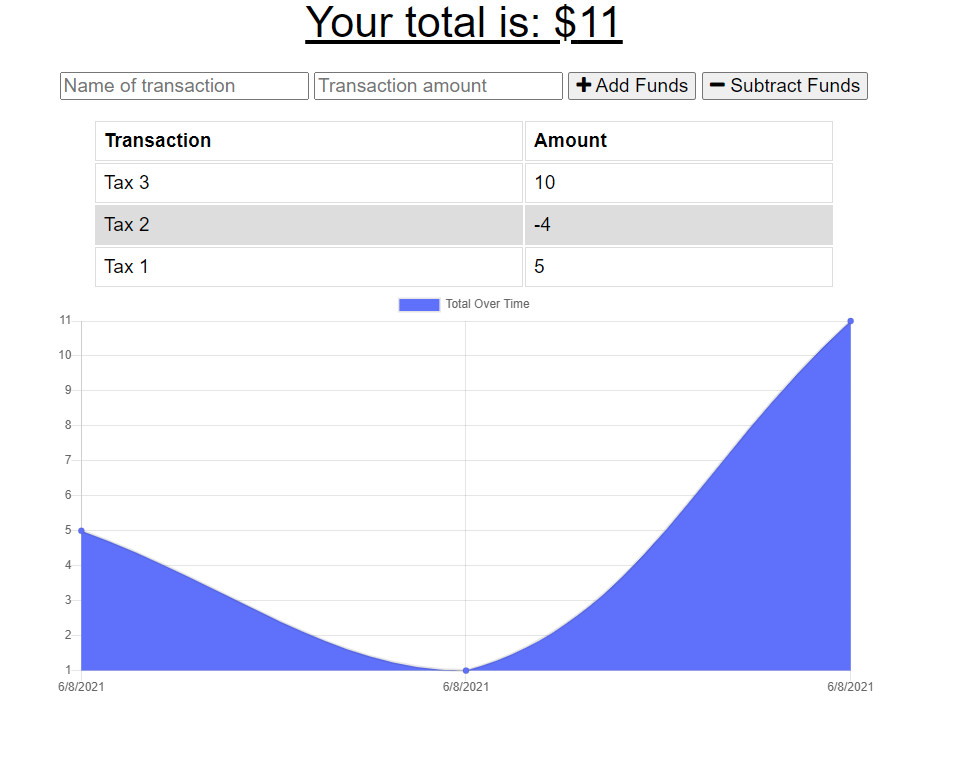 Your total is: $11
Name of transaction Transaction amount Add Funds Subtract Funds
Transaction Amount
Tax 3 10
Tax 2 -4
Tax 1 5
Total Over Time
11
10
9
8
7
6
5
4
3
2
1
6/8/2021 6/8/2021 6/8/2021